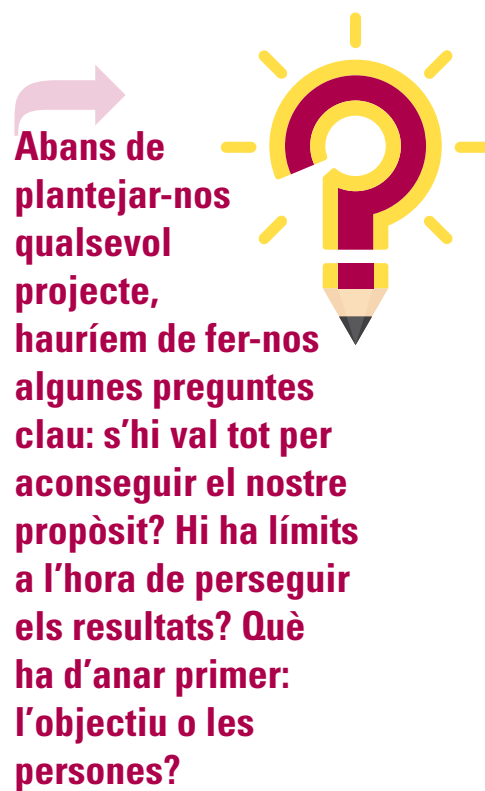 Abans de
plantejar-nos
qualsevol
projecte,
hauríem de fer-nos
algunes preguntes
clau: s’hi val tot per
aconseguir el nostre
propòsit? Hi ha límits
a l’hora de perseguir
els resultats? Què
ha d’anar primer:
l’objectiu o les
persones?